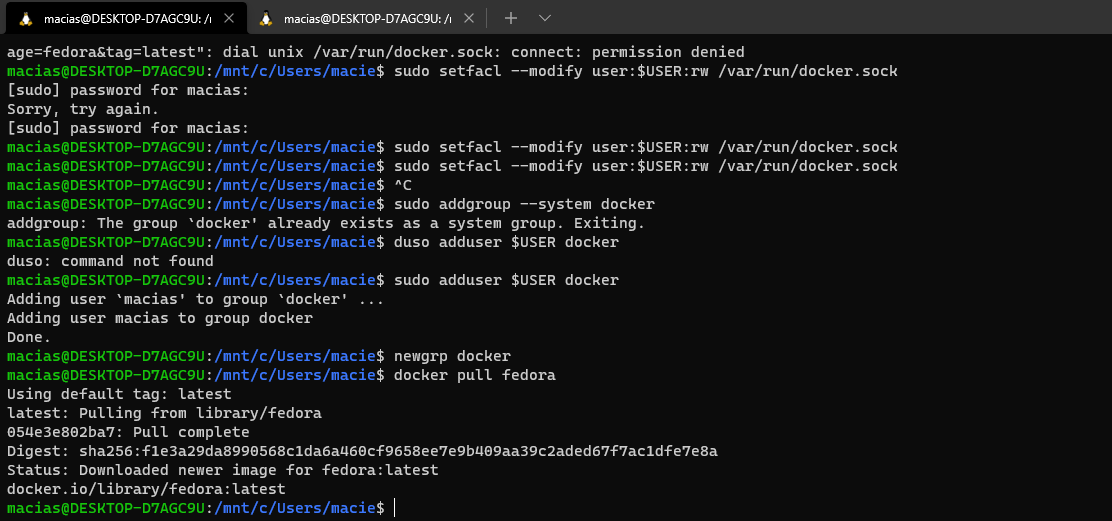 macias@DESKTOP-D7AGC9U: /r
macias@DESKTOP-D7AGC9U: /r
age=fedora&tag=latest": dial unix /var/run/docker.sock: connect: permission denied
macias@DESKTOP-D7AGC9U:/mnt/c/Users/macie$ sudo setfacl --modify user:$USER:rw /var/run/docker.sock
[sudo] password for macias:
Sorry, try again.
[sudo] password for macias:
macias@DESKTOP-D7AGC9U:/mnt/c/Users/macie$ sudo setfacl --modify user:$USER:rw /var/run/docker.sock
macias@DESKTOP-D7AGC9U:/mnt/c/Users/macie$ sudo setfacl --modify user:$USER:rw /var/run/docker.sock
macias@DESKTOP-D7AGC9U:/mnt/c/Users/macie$ ^C
macias@DESKTOP-D7AGC9U:/mnt/c/Users/macie$ sudo addgroup --system docker
addgroup: The group `docker' already exists as a system group. Exiting.
macias@DESKTOP-D7AGC9U:/mnt/c/Users/macie$ duso adduser $USER docker
duso: command not found
macias@DESKTOP-D7AGC9U:/mnt/c/Users/macie$ sudo adduser $USER docker
Adding user `macias' to group `docker' ...
Adding user macias to group docker
Done.
macias@DESKTOP-D7AGC9U:/mnt/c/Users/macie$ newgrp docker
macias@DESKTOP-D7AGC9U:/mnt/c/Users/macie$ docker pull fedora
Using default tag: latest
latest: Pulling from library/fedora
054e3e802ba7: Pull complete
Digest: sha256:f1e3a29da8990568c1da6a460cf9658ee7e9b409aa39c2aded67f7ac1dfe7e8a
Status: Downloaded newer image for fedora:latest
docker.io/library/fedora:latest
macias@DESKTOP-D7AGC9U:/mnt/c/Users/macie$